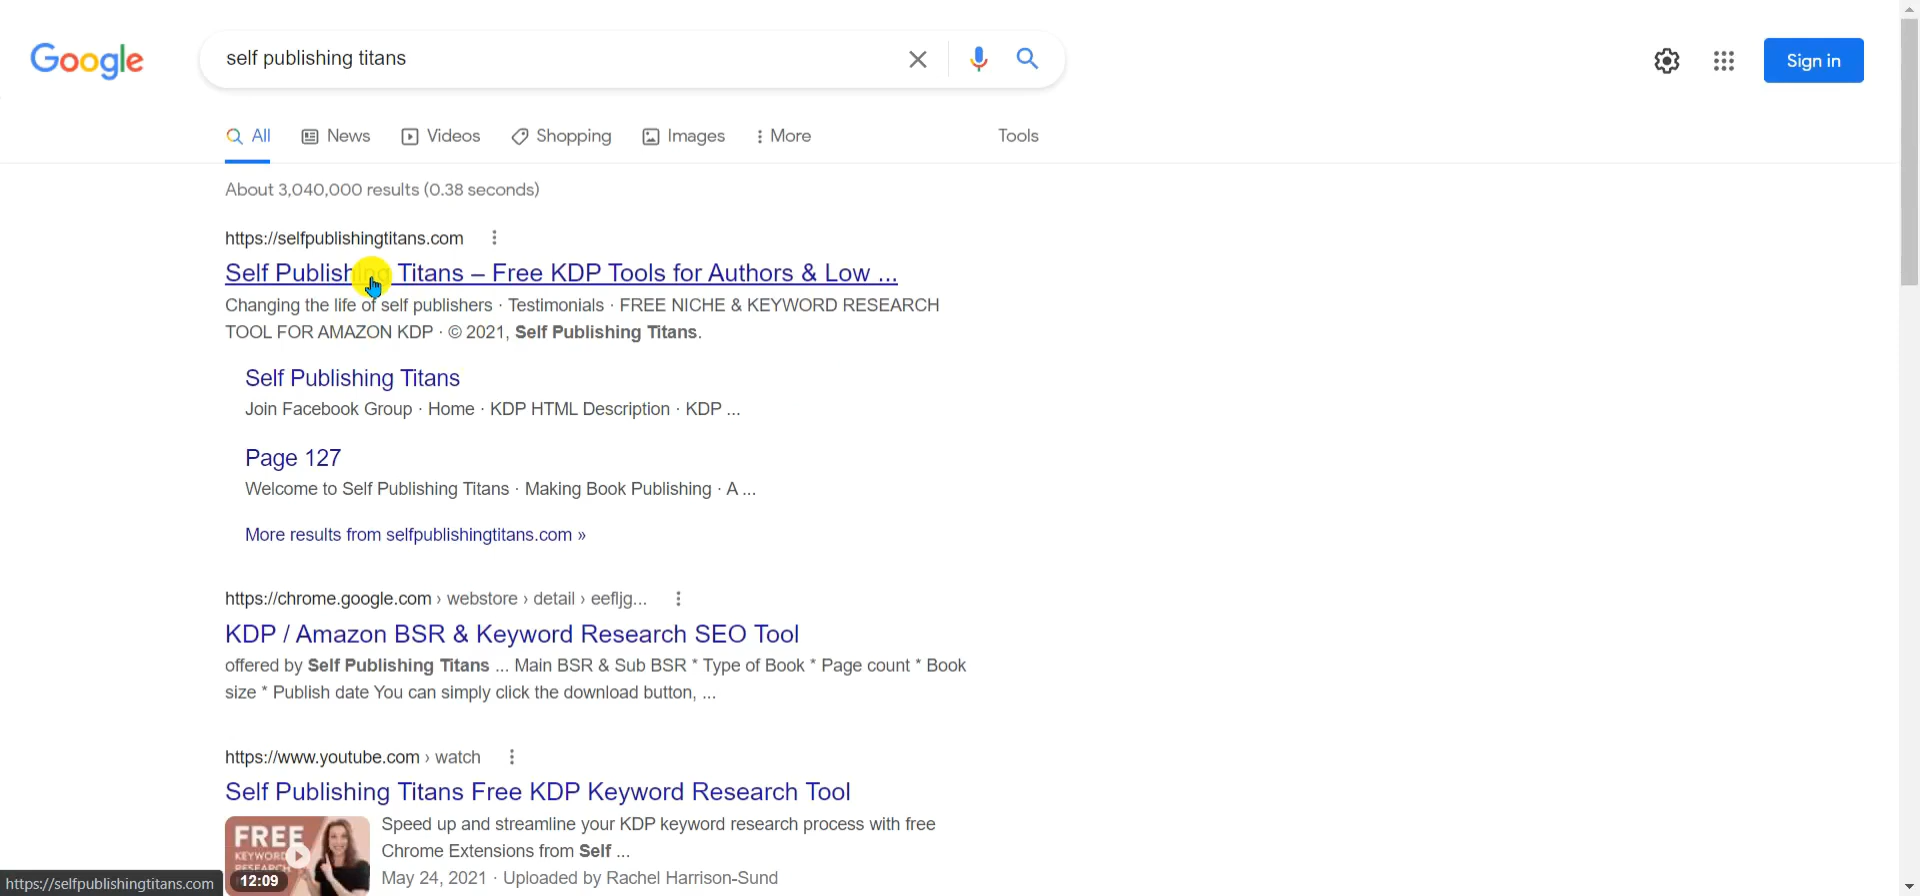 Google
self publishing titans
Sign in
All
News
Videos
Shopping
Images
More
Tools
About 3,040,000 results (0.38 seconds)
https://selfpublishingtitans.com
Self Publishing Titans – Free KDP Tools for Authors & Low ...
Changing the life of self publishers · Testimonials · FREE NICHE & KEYWORD RESEARCH
TOOL FOR AMAZON KDP · © 2021, Self Publishing Titans.
Self Publishing Titans
Join Facebook Group · Home · KDP HTML Description · KDP ...
Page 127
Welcome to Self Publishing Titans · Making Book Publishing · A ...
More results from selfpublishingtitans.com »
https://chrome.google.com › webstore › detail › eefljg...
KDP / Amazon BSR & Keyword Research SEO Tool
offered by Self Publishing Titans ... Main BSR & Sub BSR * Type of Book * Page count * Book
size * Publish date You can simply click the download button, ...
https://www.youtube.com › watch
Self Publishing Titans Free KDP Keyword Research Tool
FREE
KEYWORD
RESEARCH
12:09
Speed up and streamline your KDP keyword research process with free
Chrome Extensions from Self ...
May 24, 2021 · Uploaded by Rachel Harrison-Sund
https://selfpublishingtitans.com